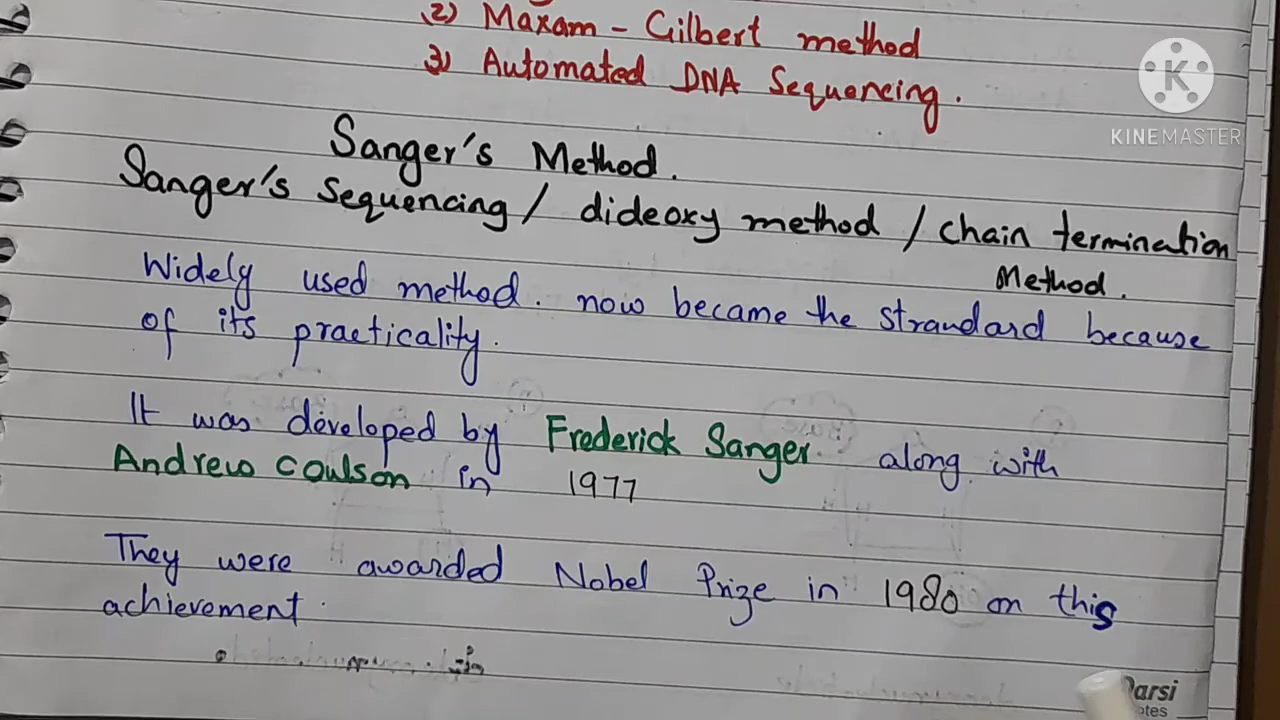 2) Maxam - Gilbert method
3) Automated DNA Sequencing.
KINEMASTER
Sanger's Method.
Sanger's sequencing / dideoxy method / chain termination
Method.
Widely used method. now became the strandard because
of its practicality.
It was developed by Frederick Sanger along with
Andrew Coulson in 1977
They were awarded Nobel Prize in 1980 on this
achievement.
Darsi
otes